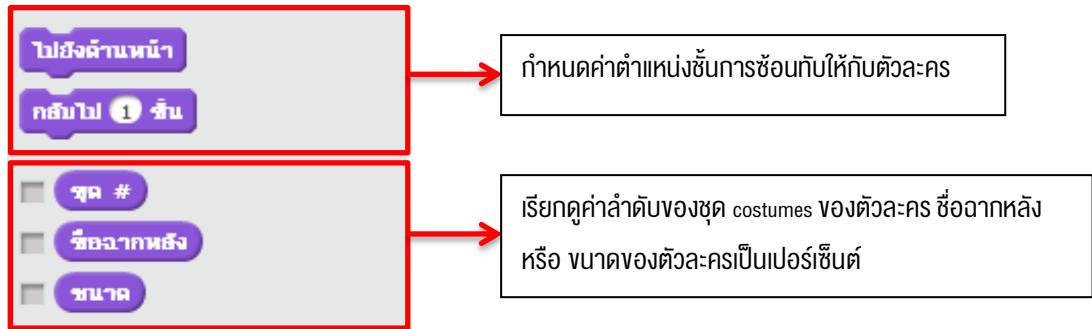 ไปยังด้านหน้า
กลับไป 1 ชั้น
กำหนดค่าตำแหน่งชั้นการซ้อนทับให้กับตัวละคร
ชุด #
ชื่อฉากหลัง
ขนาด
เรียกดูค่าลำดับของชุด costumes ของตัวละคร ชื่อฉากหลัง
หรือ ขนาดของตัวละครเป็นเปอร์เซ็นต์